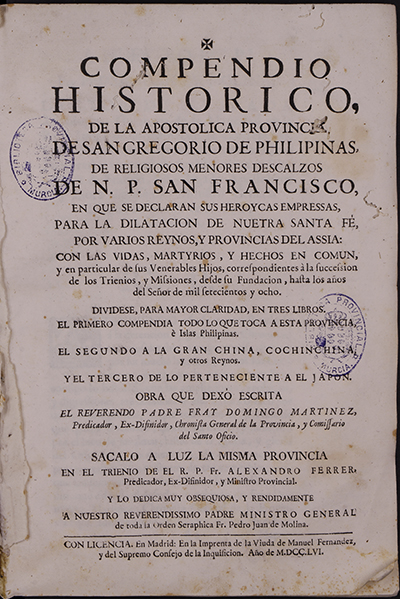 ✠
COMPENDIO
HISTORICO,
DE LA APOSTOLICA PROVINCIA,
DE SAN GREGORIO DE PHILIPINAS,
DE RELIGIOSOS MENORES DESCALZOS
DE N. P. SAN FRANCISCO,
EN QUE SE DECLARAN SUS HEROYCAS EMPRESSAS,
PARA LA DILATACION DE NUETRA SANTA FÈ,
POR VARIOS REYNOS, Y PROVINCIAS DEL ASSIA:
CON LAS VIDAS, MARTYRIOS, Y HECHOS EN COMUN,
y en particular de sus Venerables Hijos, correspondientes à la succession
de los Trienios, y Missiones, desde su Fundacion, hasta los años
del Señor de mil setecientos y ocho.
DIVIDESE, PARA MAYOR CLARIDAD, EN TRES LIBROS.
EL PRIMERO COMPENDIA TODO LO QUE TOCA A ESTA PROVINCIA,
è Islas Philipinas.
EL SEGUNDO A LA GRAN CHINA, COCHINCHINA,
y otros Reynos.
Y EL TERCERO DE LO PERTENECIENTE A EL JAPON.
OBRA QUE DEXÒ ESCRITA
EL REVERENDO PADRE FRAY DOMINGO MARTINEZ,
Predicador, Ex-Difinidor, Chronista General de la Provincia, y Comissario
del Santo Oficio.
SACALO A LUZ LA MISMA PROVINCIA
EN EL TRIENIO DE EL R. P. Fr. ALEXANDRO FERRER,
Predicador, Ex-Difinidor, y Ministro Provincial.
Y LO DEDICA MUY OBSEQUIOSA, Y RENDIDAMENTE
A NUESTRO REVERENDISSIMO PADRE MINISTRO GENERAL
de toda la Orden Seraphica Fr. Pedro Juan de Molina.
CON LICENCIA. En Madrid: En la Imprenta de la Viuda de Manuel Fernandez,
y del Supremo Consejo de la Inquisicion. Año de M.DCC.LVI.